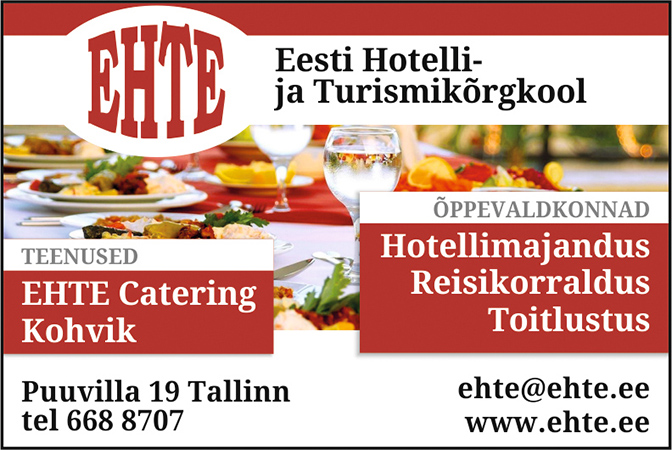 EHTE
Eesti Hotelli-
ja Turismikõrgkool
ÕPPEVALDKONNAD
Hotellimajandus
Reisikorraldus
Toitlustus
TEENUSED
EHTE Catering
Kohvik
Puuvilla 19 Tallinn
tel 668 8707
ehte@ehte.ee
www.ehte.ee